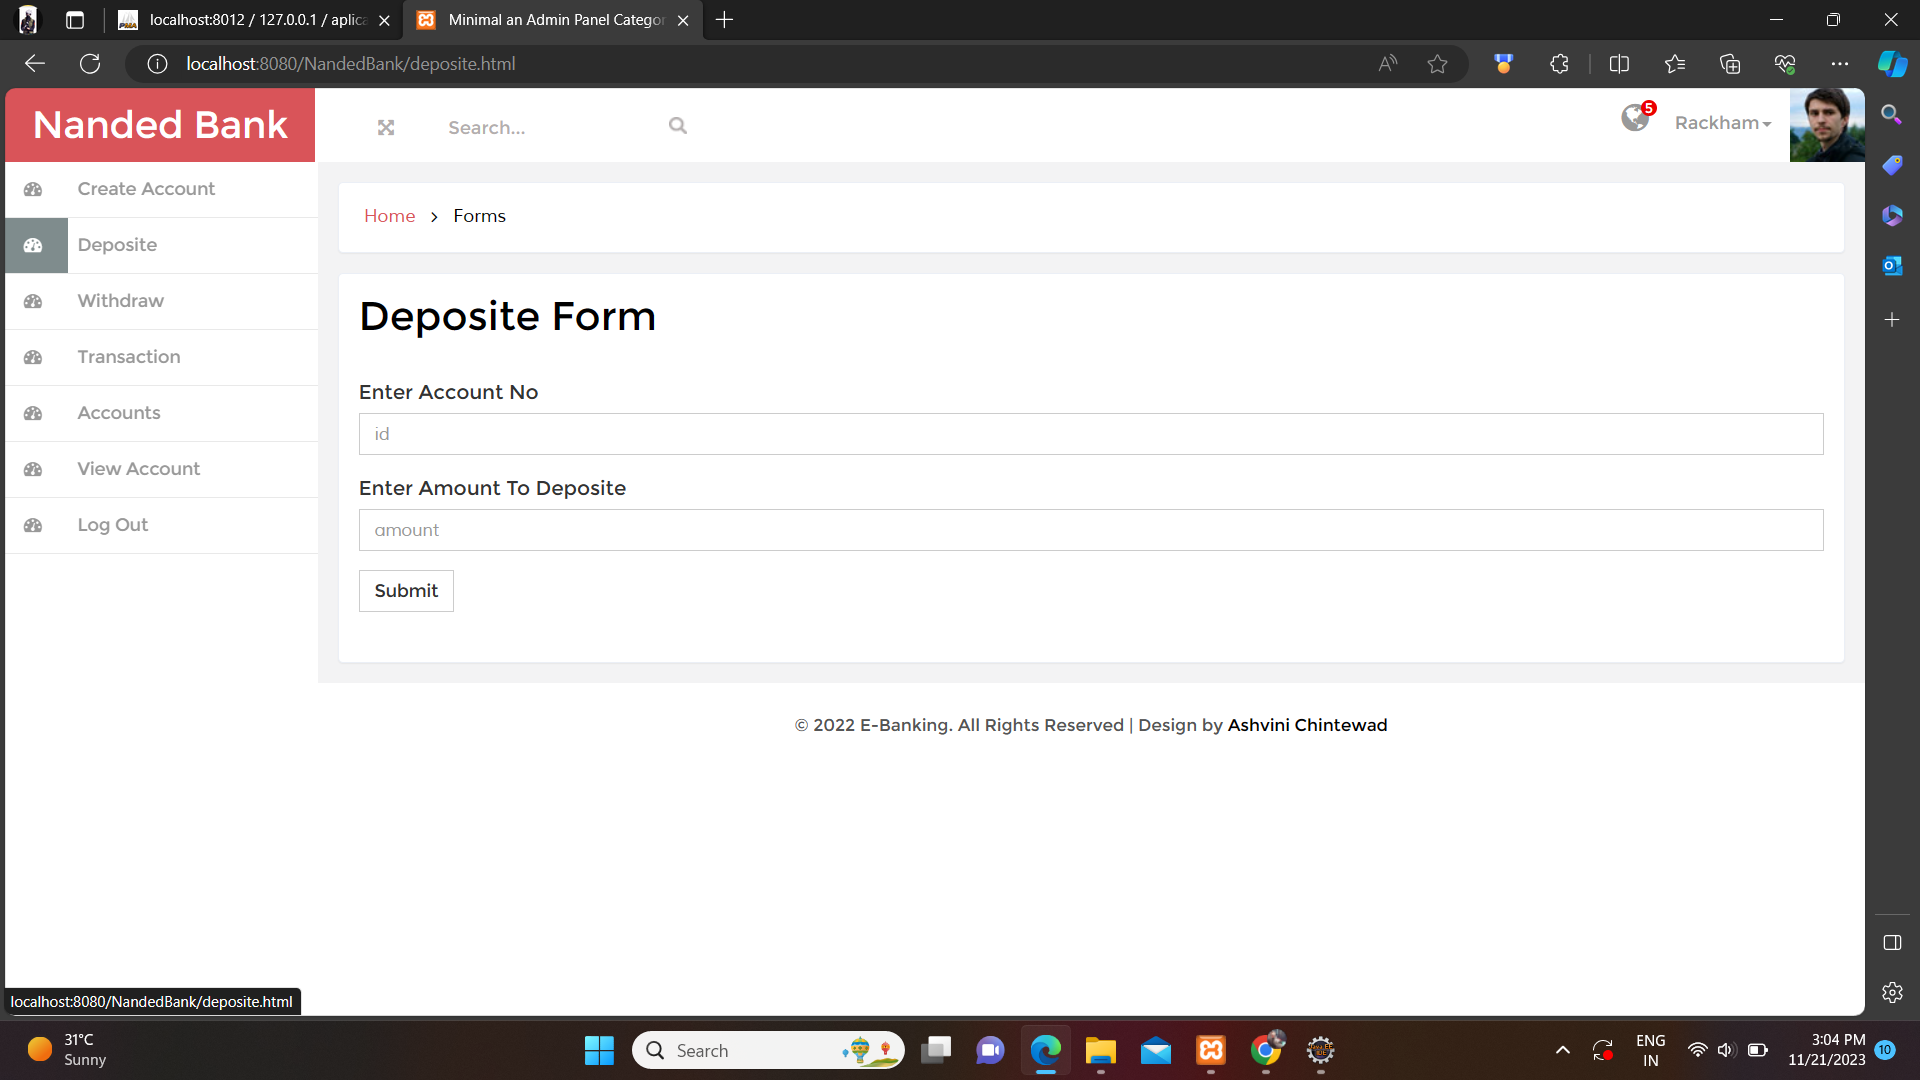 localhost:8012 / 127.0.0.1 / aplica
Minimal an Admin Panel Categor
localhost:8080/NandedBank/deposite.html
Nanded Bank
Search...
5
Rackham
Create Account
Deposite
Withdraw
Transaction
Accounts
View Account
Log Out
Home > Forms
Deposite Form
Enter Account No
id
Enter Amount To Deposite
amount
Submit
© 2022 E-Banking. All Rights Reserved | Design by Ashvini Chintewad
localhost:8080/NandedBank/deposite.html
31°C
Sunny
Search
ENG
IN
3:04 PM
11/21/2023
10